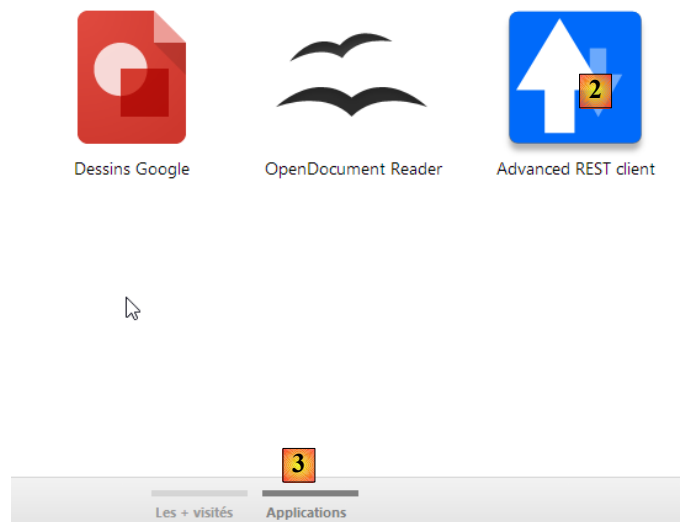 2
Dessins Google
OpenDocument Reader
Advanced REST client
3
Les + visités
Applications